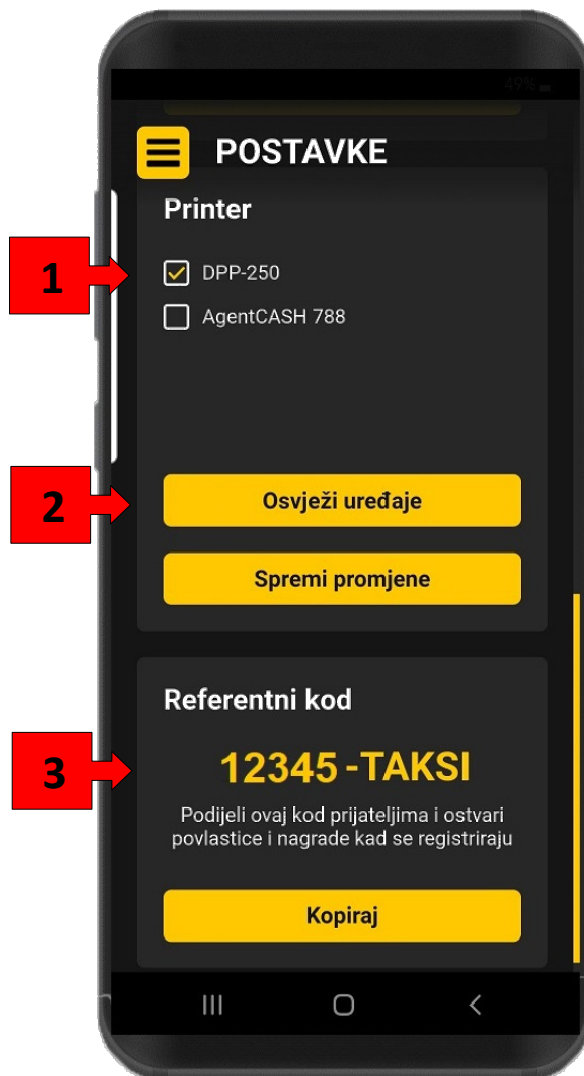 49%
POSTAVKE
Printer
1
DPP-250
AgentCASH 788
2
Osvježi uređaje
Spremi promjene
Referentni kod
3
12345-TAKSI
Podijeli ovaj kod prijateljima i ostvari
povlastice i nagrade kad se registriraju
Kopiraj